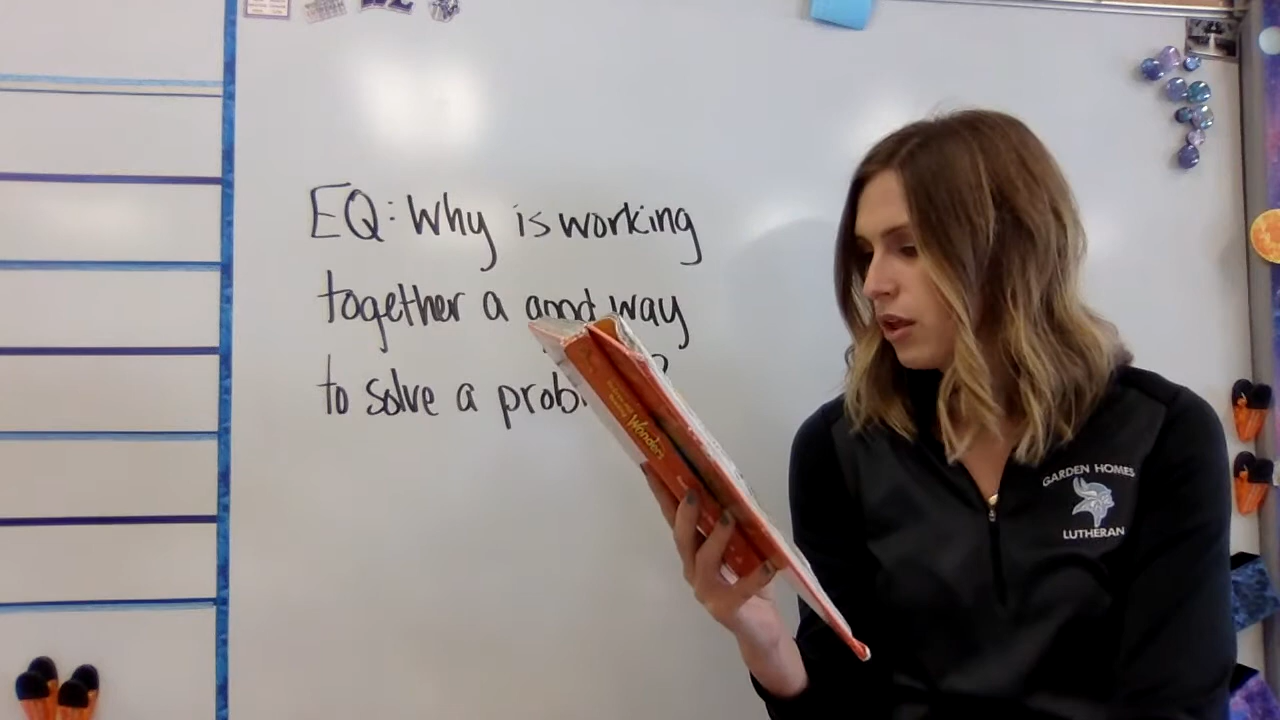 EQ: Why is working
together a good way
to solve a prob
Wonders
GARDEN HOMES
LUTHERAN